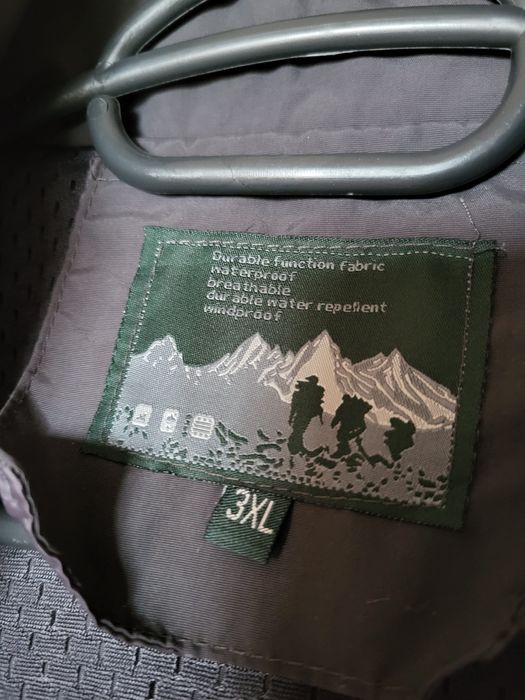 Durable function fabric
waterproof
breathable
durable water repellent
windproof
3XL